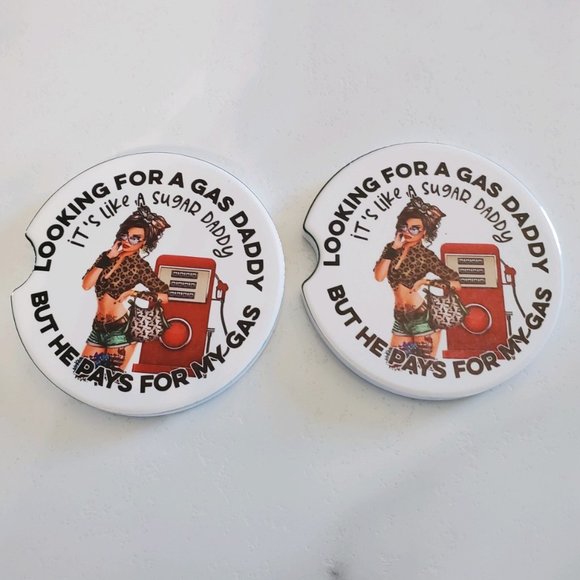 LOOKING FOR A GAS DADDY
iT'S LiKE A SUGAR DADDY
BUT HE PAYS FOR MY GAS
LOOKING FOR A GAS DADDY
iT'S LiKE A SUGAR DADDY
BUT HE PAYS FOR MY GAS